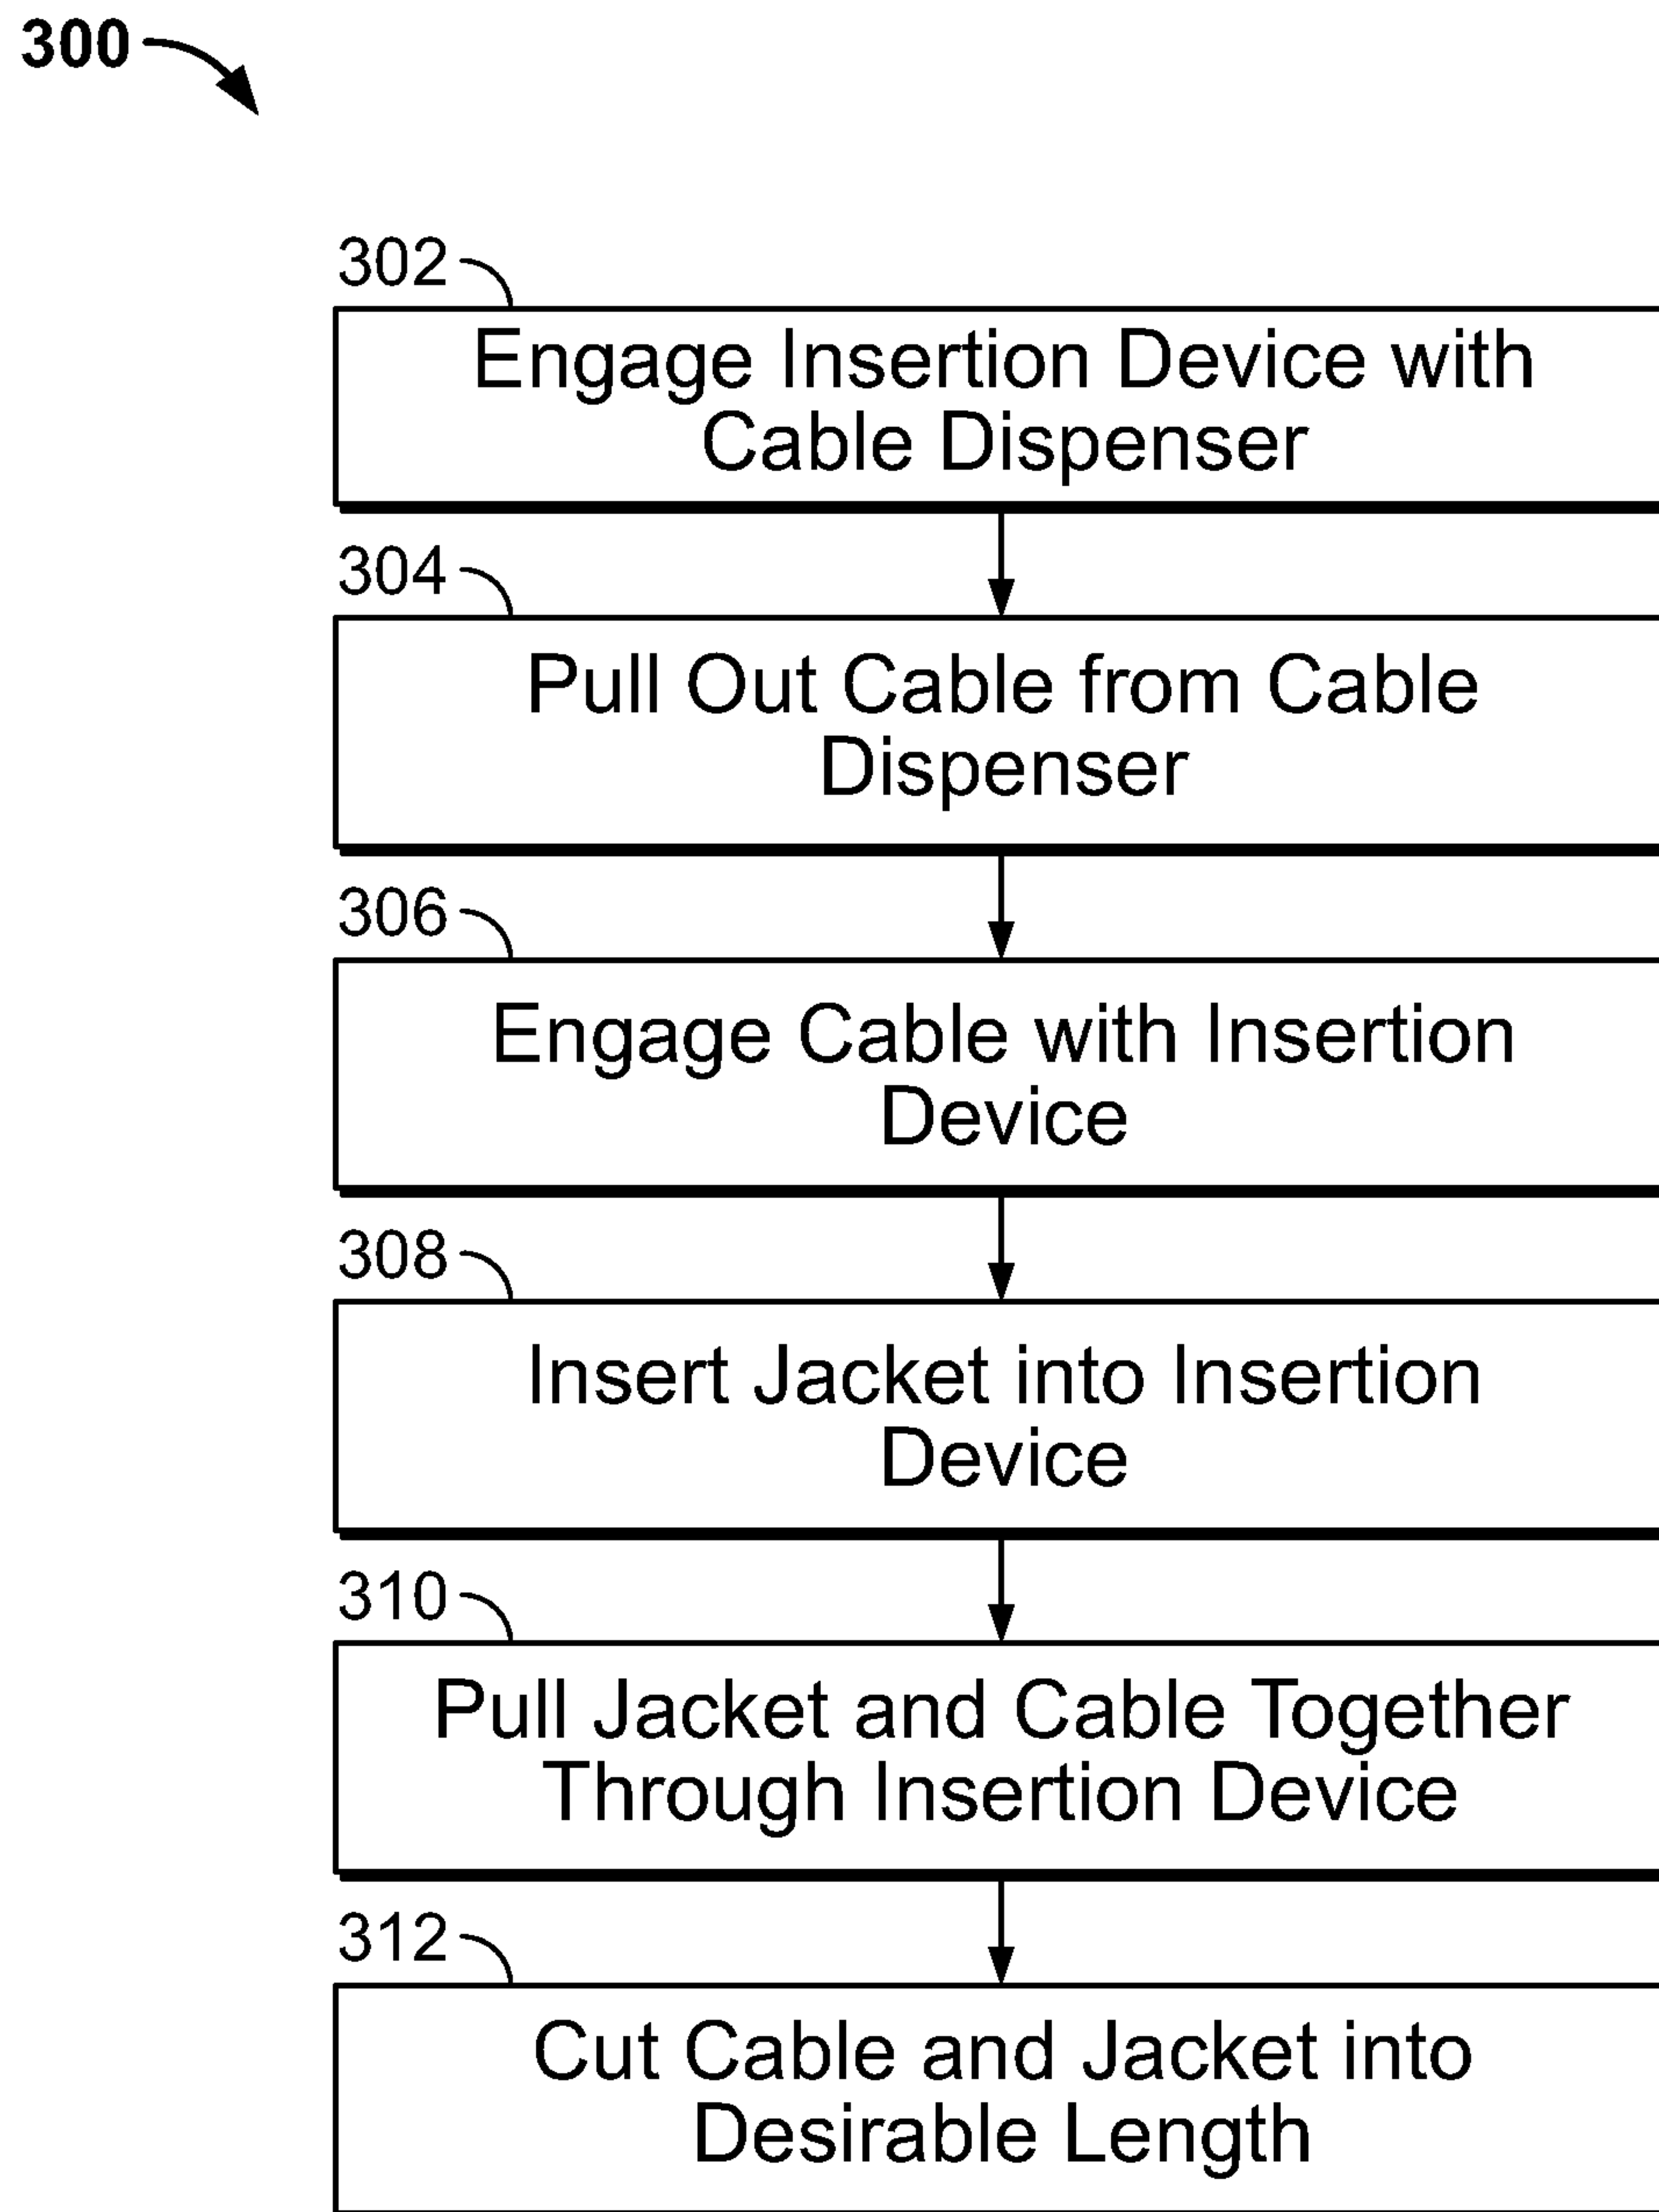 300
302
Engage Insertion Device with
Cable Dispenser
304
Pull Out Cable from Cable
Dispenser
306
Engage Cable with Insertion
Device
308
Insert Jacket into Insertion
Device
310
Pull Jacket and Cable Together
Through Insertion Device
312
Cut Cable and Jacket into
Desirable Length